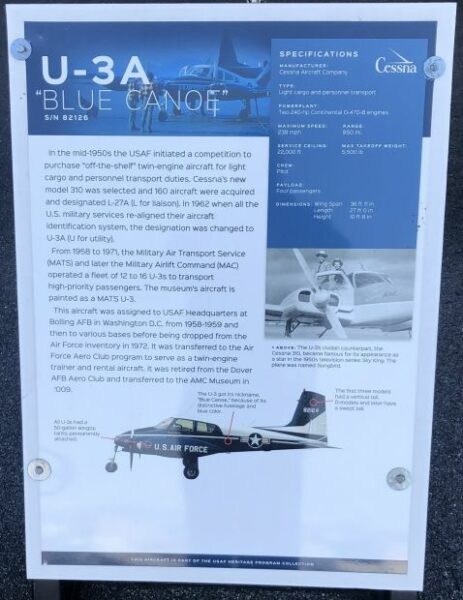 U-3A
"BLUE CANOE"
S/N 82126
SPECIFICATIONS
Cessna
MANUFACTURER:
Cessna Aircraft Company
TYPE:
Light cargo and personnel transport
POWERPLANT:
Two 240-hp Continental O-470-B engines
MAXIMUM SPEED: RANGE:
238 mph 850 mi.
SERVICE CEILING: MAX TAKEOFF WEIGHT:
22,000 ft 5,500 lb.
CREW:
Pilot
PAYLOAD:
Four passengers
DIMENSIONS: Wing Span 36 ft 11 in
Length 27 ft 0 in
Height 10 ft 8 in
In the mid-1950s the USAF initiated a competition to
purchase "off-the-shelf" twin-engine aircraft for light
cargo and personnel transport duties. Cessna's new
model 310 was selected and 160 aircraft were acquired
and designated L-27A (L for liaison). In 1962 when all the
U.S. military services re-aligned their aircraft
identification system, the designation was changed to
U-3A (U for utility).
From 1958 to 1971, the Military Air Transport Service
(MATS) and later the Military Airlift Command (MAC)
operated a fleet of 12 to 16 U-3s to transport
high-priority passengers. The museum's aircraft is
painted as a MATS U-3.
This aircraft was assigned to USAF Headquarters at
Bolling AFB in Washington D.C. from 1958-1959 and
then to various bases before being dropped from the
Air Force inventory in 1972. It was transferred to the Air
Force Aero Club program to serve as a twin-engine
trainer and rental aircraft. It was retired from the Dover
AFB Aero Club and transferred to the AMC Museum in
2009.
ABOVE: The U-3's civilian counterpart, the
Cessna 310, became famous for its appearance as
a star in the 1950s television series: Sky King. The
plane was named Songbird.
The U-3 got its nickname,
"Blue Canoe," because of its
distinctive fuselage and
blue color.
The first three models
had a vertical tail.
D models and later have
a swept tail.
All U-3s had a
50-gallon wingtip
tanks permanently
attached.
U.S. AIR FORCE
THIS AIRCRAFT IS PART OF THE USAF HERITAGE PROGRAM COLLECTION